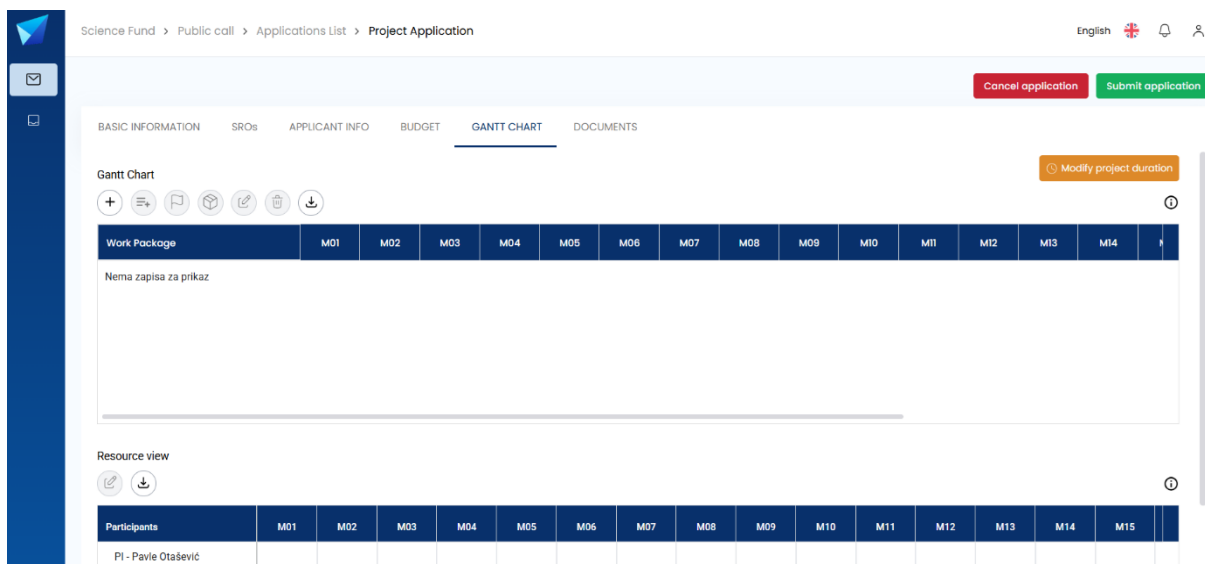 Science Fund > Public call > Applications List > Project Application
English
Cancel application
Submit application
BASIC INFORMATION SROs APPLICANT INFO BUDGET GANTT CHART DOCUMENTS
Gantt Chart
Modify project duration
Work Package M01 M02 M03 M04 M05 M06 M07 M08 M09 M10 M11 M12 M13 M14
Nema zapisa za prikaz
Resource view
Participants M01 M02 M03 M04 M05 M06 M07 M08 M09 M10 M11 M12 M13 M14 M15
PI - Pavle Otašević